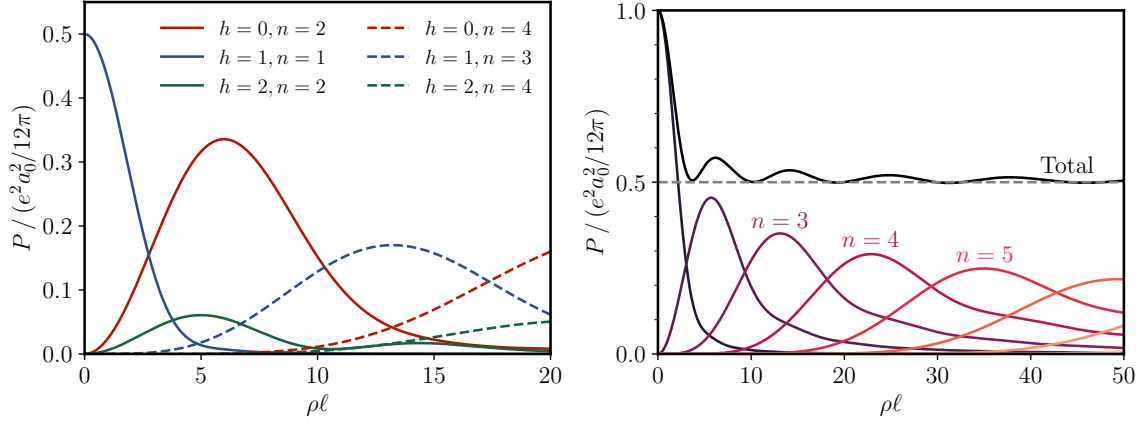 0.5
0.4
0.3
0.2
0.1
0.0
P / (e²a₀²/12π)
h = 0, n = 2
h = 1, n = 1
h = 2, n = 2
h = 0, n = 4
h = 1, n = 3
h = 2, n = 4
0 5 10 15 20
ρℓ
1.0
0.5
0.0
P / (e²a₀²/12π)
Total
n = 3
n = 4
n = 5
0 10 20 30 40 50
ρℓ